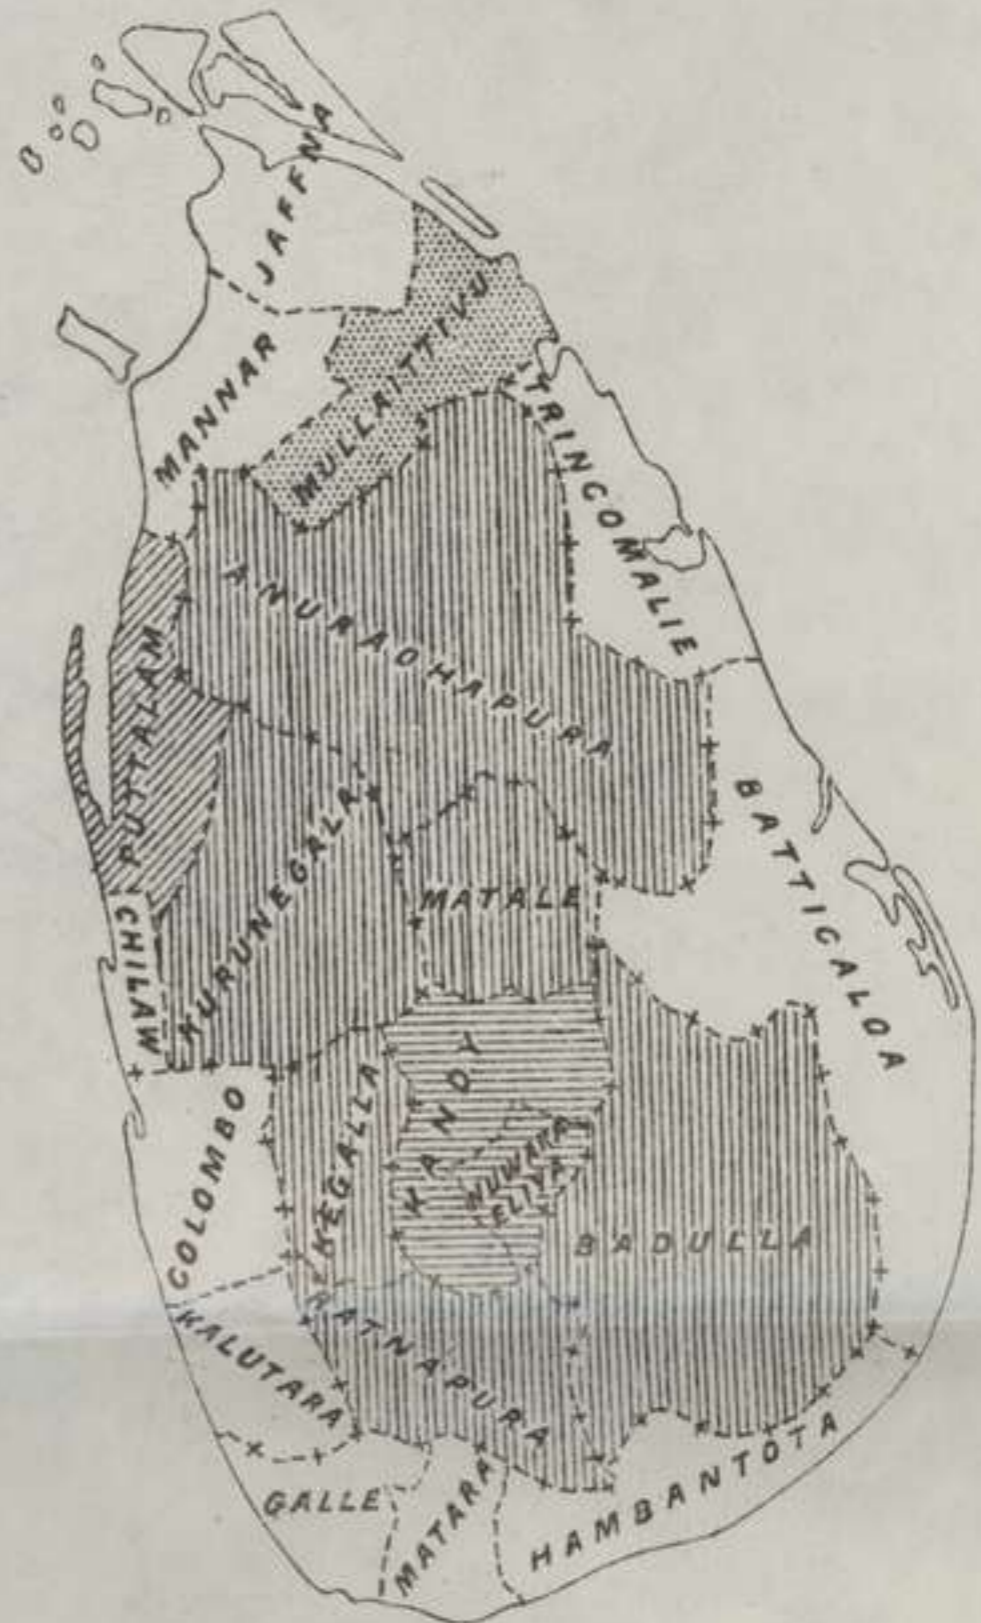 JAFFNA
MULLAITTIVU
MANNAR
TRINCOMALIE
ANURADHAPURA
PUTTALAM
BATTICALOA
KURUNEGALA
MATALE
CHILAW
KANDY
KEGALLA
COLOMBO
NUWARA
ELIYA
BADULLA
RATNAPURA
KALUTARA
GALLE
MATARA
HAMBANTOTA